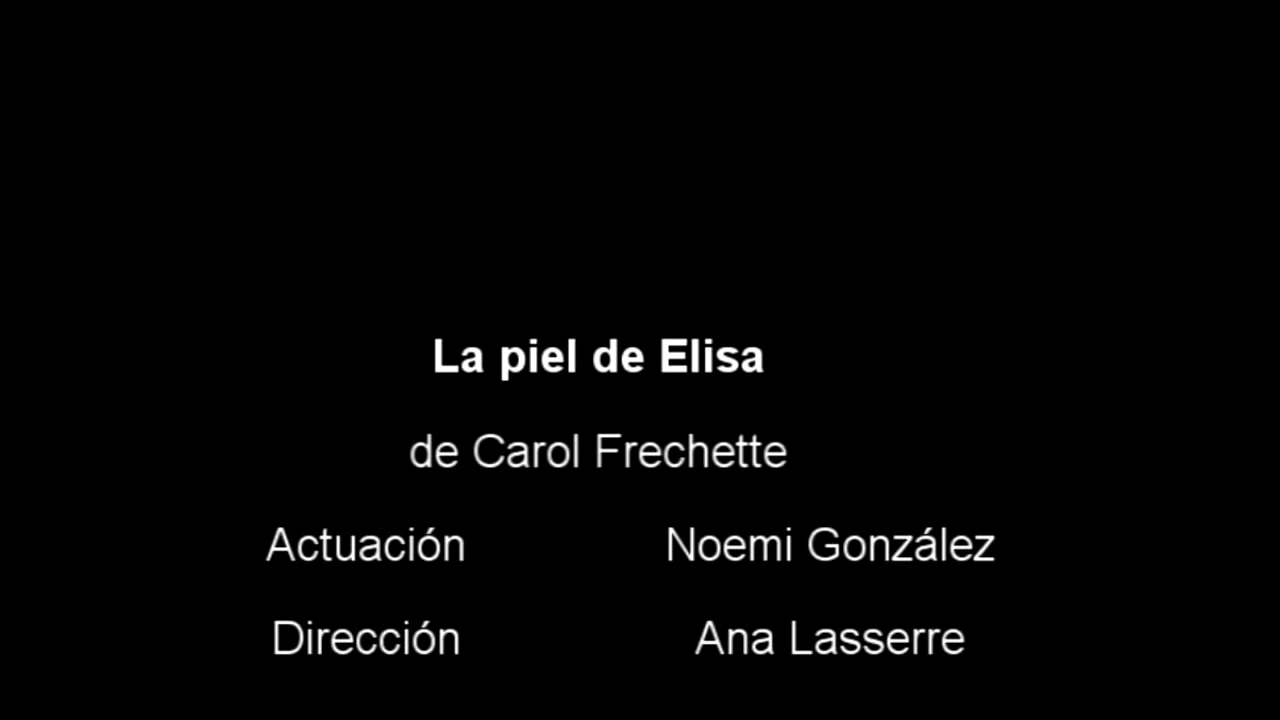 La piel de Elisa
de Carol Frechette
Actuación Noemi González
Dirección Ana Lasserre